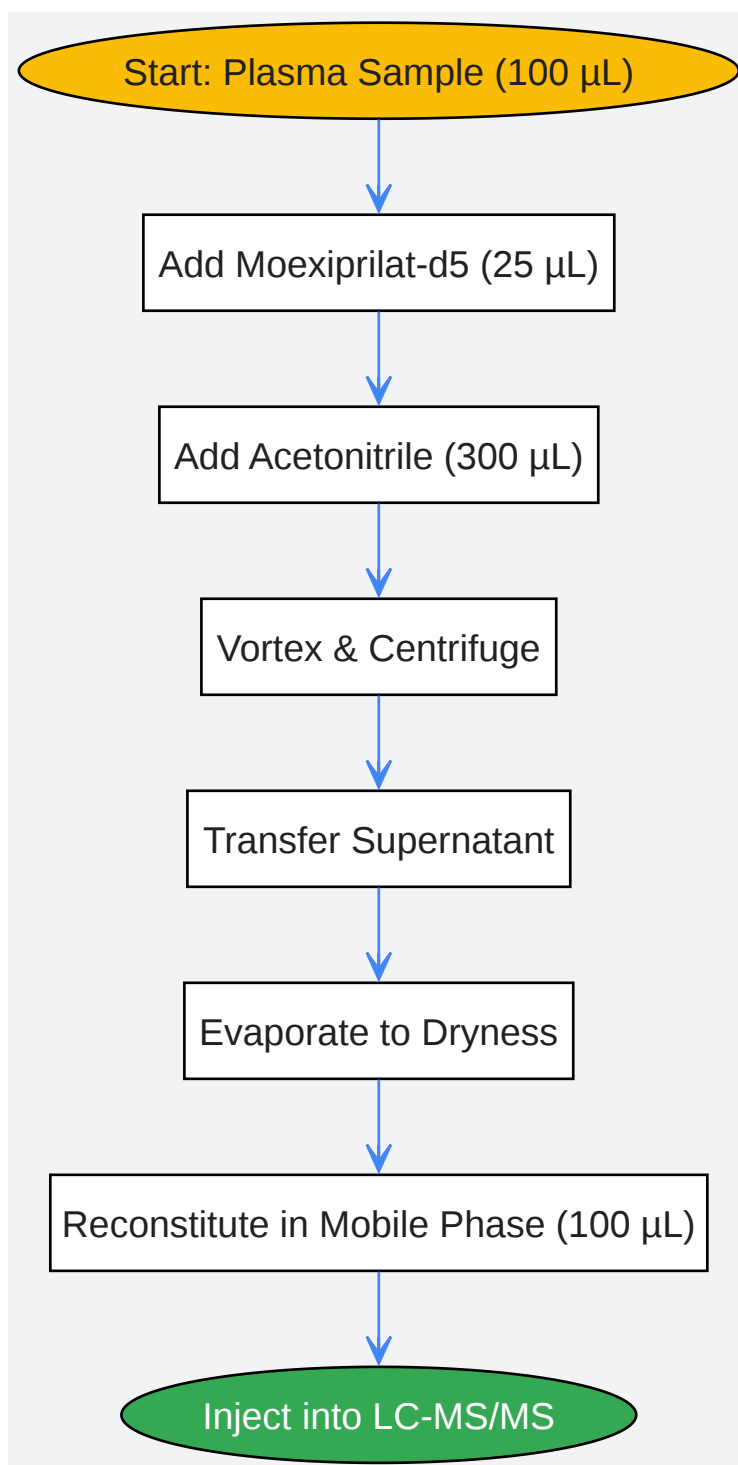 Start: Plasma Sample (100 µL)
Add Moexiprilat-d5 (25 µL)
Add Acetonitrile (300 µL)
Vortex & Centrifuge
Transfer Supernatant
Evaporate to Dryness
Reconstitute in Mobile Phase (100 µL)
Inject into LC-MS/MS